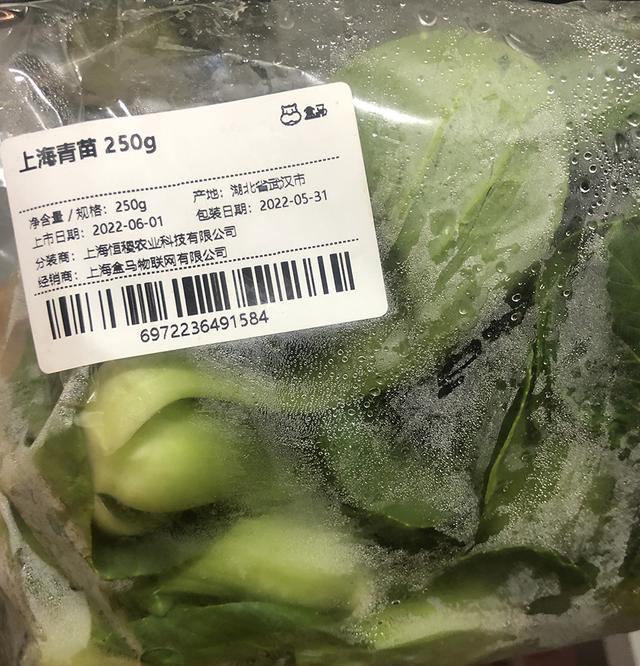 盒马
上海青苗 250g
净含量 / 规格: 250g 产地: 湖北省武汉市
上市日期: 2022-06-01 包装日期: 2022-05-31
分装商: 上海恒稷农业科技有限公司
经销商: 上海盒马物联网有限公司
6972236491584